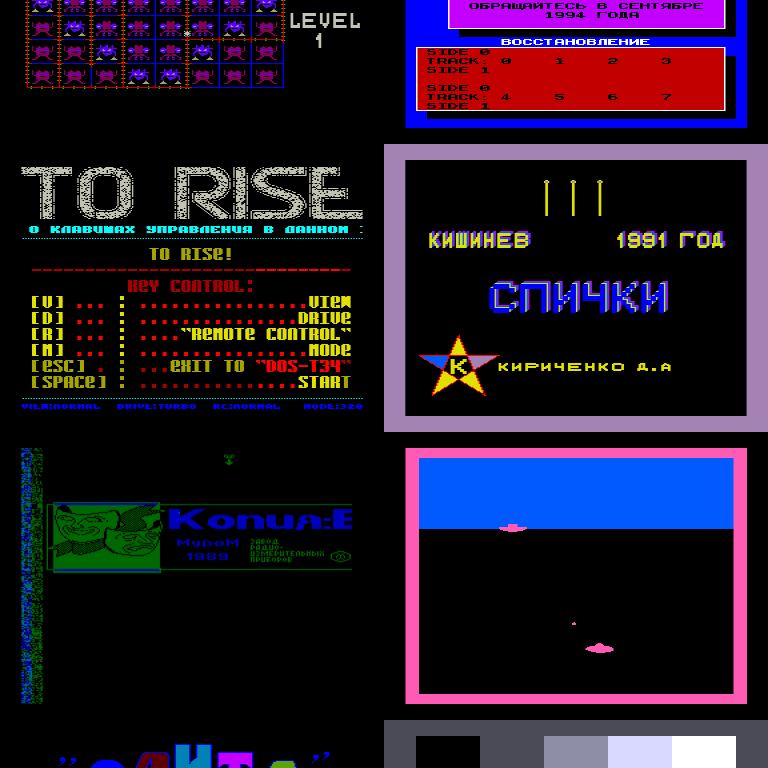 LEVEL
1
ОБРАЩАЙТЕСЬ В СЕНТЯБРЕ
1994 ГОДА
ВОССТАНОВЛЕНИЕ
SIDE 0
TRACK: 0 1 2 3
SIDE 1
SIDE 0
TRACK: 4 5 6 7
SIDE 1
TO RISE
О КЛАВИШАХ УПРАВЛЕНИЯ В ДАННОМ
TO RISE!
KEY CONTROL:
[V] ... : ................VIEW
[D] ... : ...............DRIVE
[R] ... : ...."REMOTE CONTROL"
[M] ... : ................MODE
[ESC] . : ...EXIT TO "DOS-T34"
[SPACE] : ...............START
VIEW:NORMAL DRIVE:TURBO RC:NORMAL MODE:320
КИШИНЕВ 1991 ГОД
СПИЧКИ
К КИРИЧЕНКО Д.А
Копия:Е
Муром
1989
ЗАВОД
РАДИО-
ИЗМЕРИТЕЛЬНЫХ
ПРИБОРОВ